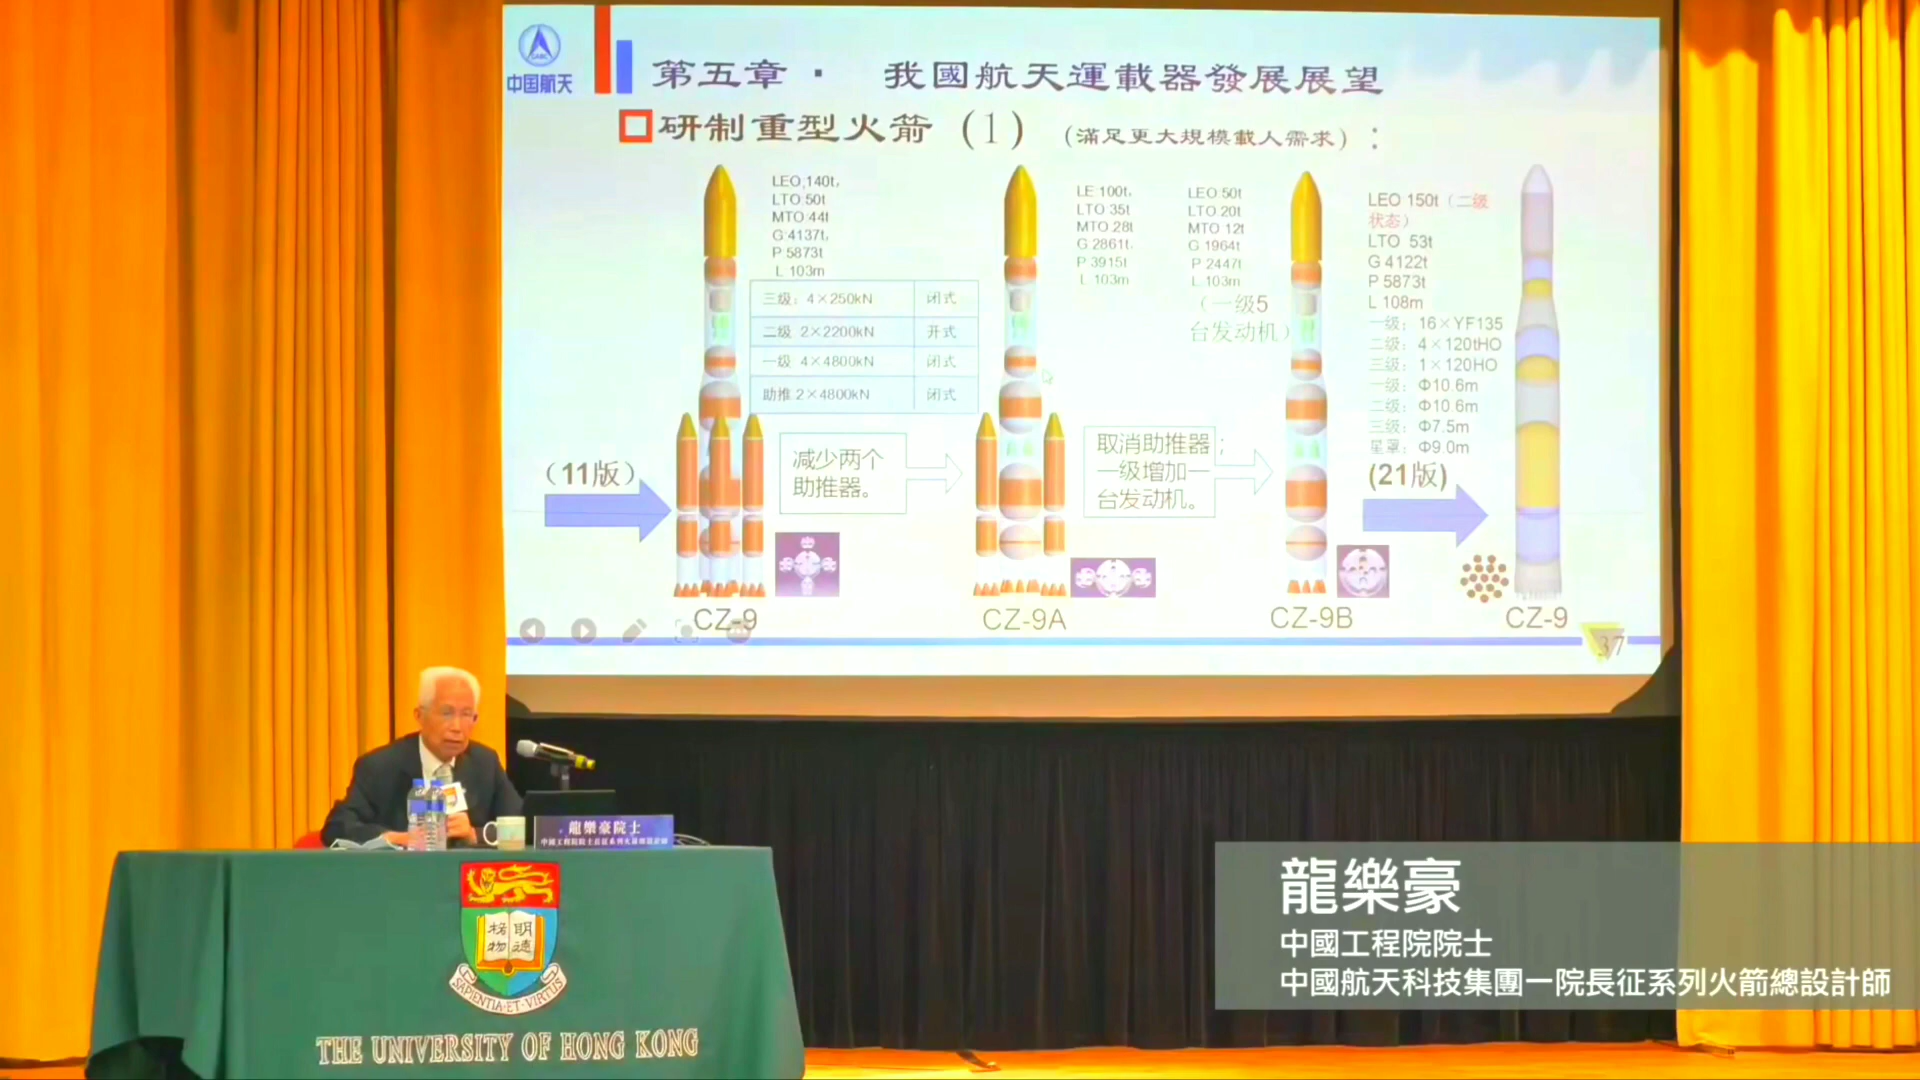 中国航天
第五章 · 我國航天運載器發展展望
研制重型火箭（1）（滿足更大規模載人需求）：
LEO,140t,
LTO 50t
MTO:44t
G:4137t,
P 5873t
L 103m
三级：4×250kN 闭式
二级 2×2200kN 开式
一级 4×4800kN 闭式
助推 2×4800kN 闭式
（11版）
减少两个
助推器。
CZ-9
LE 100t,
LTO 35t
MTO 28t
G 2861t,
P 3915t
L 103m
取消助推器；
一级增加一
台发动机。
CZ-9A
LEO 50t
LTO 20t
MTO 12t
G 1964t
P 2447t
L 103m
（一级5
台发动机）
CZ-9B
LEO 150t（二级
状态）
LTO 53t
G 4122t
P 5873t
L 108m
一级：16×YF135
二级：4×120tHO
三级：1×120HO
一级：Φ10.6m
二级：Φ10.6m
三级：Φ7.5m
星罩：Φ9.0m
(21版)
CZ-9
37
龍樂豪院士
龍樂豪
中國工程院院士
中國航天科技集團一院長征系列火箭總設計師
明德
格物
SAPIENTIA·ET·VIRTUS
THE UNIVERSITY OF HONG KONG